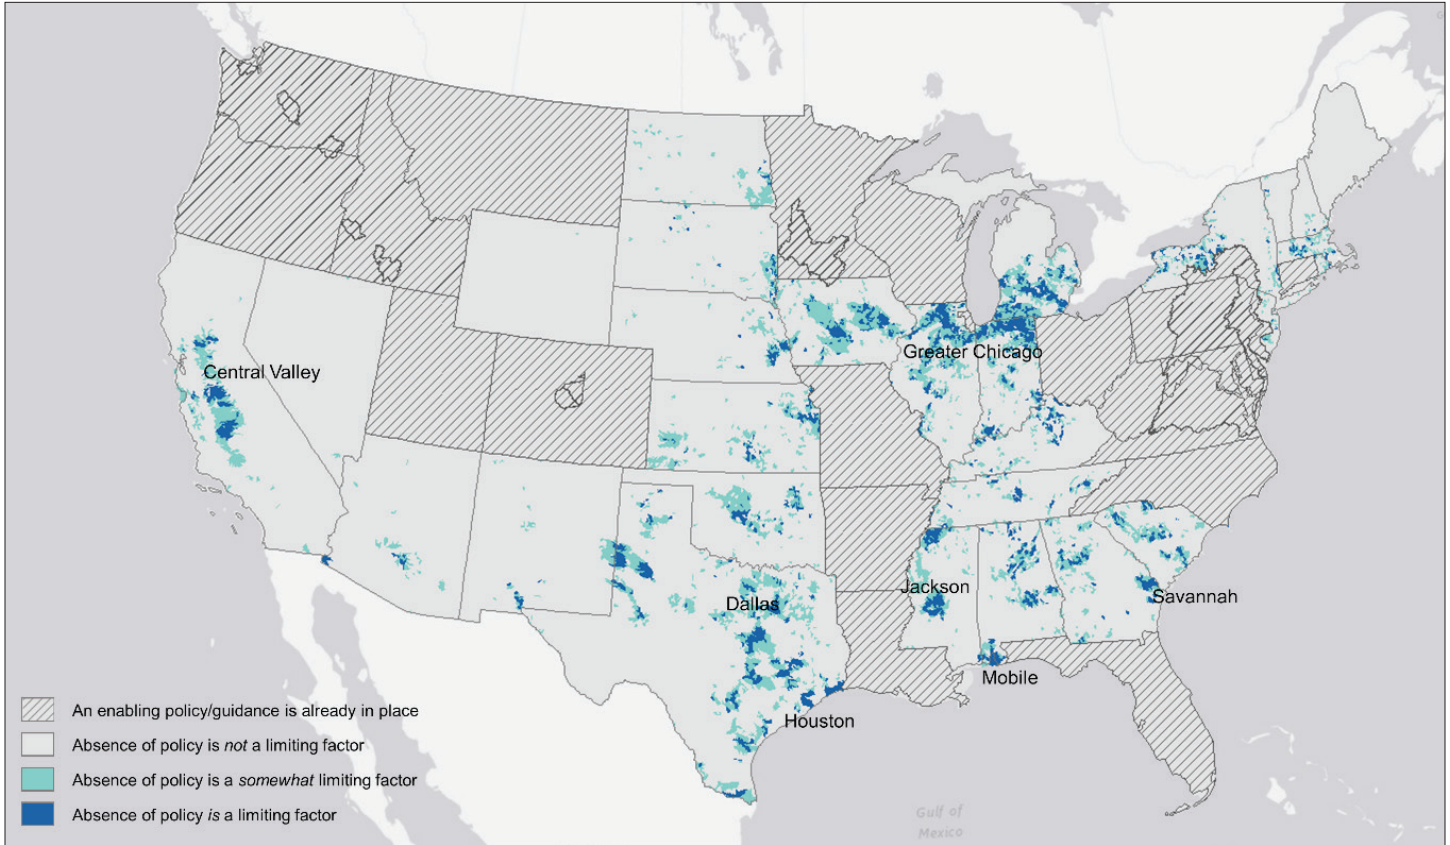 Central Valley
Greater Chicago
Dallas
Jackson
Savannah
Mobile
Houston
An enabling policy/guidance is already in place
Absence of policy is not a limiting factor
Absence of policy is a somewhat limiting factor
Absence of policy is a limiting factor
Gulf of
Mexico